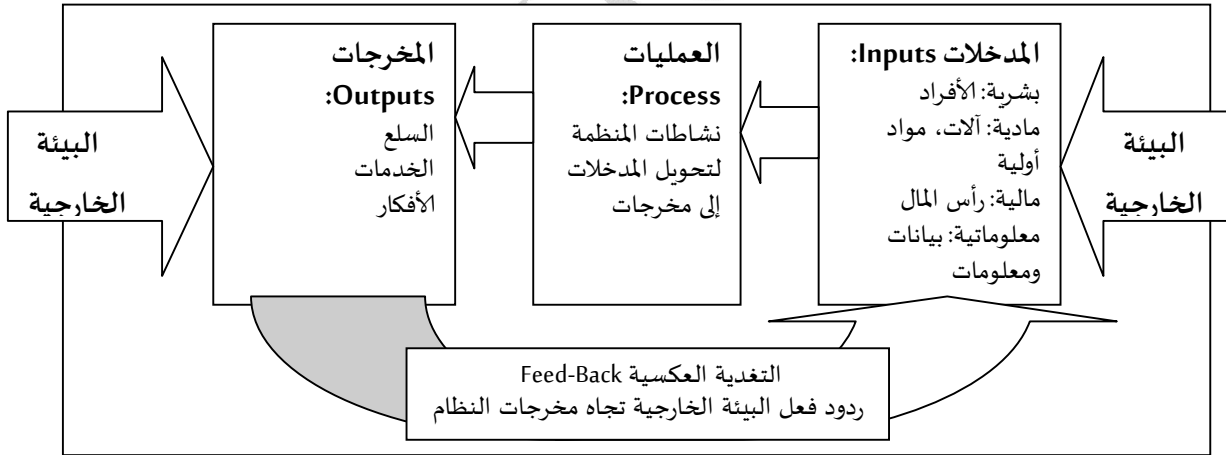 المدخلات Inputs:
بشرية: الأفراد
مادية: آلات، مواد
أولية
مالية: رأس المال
معلوماتية: بيانات
ومعلومات
العمليات
Process:
نشاطات المنظمة
لتحويل المدخلات
إلى مخرجات
المخرجات
Outputs:
السلع
الخدمات
الأفكار
البيئة
الخارجية
البيئة
الخارجية
التغدية العكسية Feed-Back
ردود فعل البيئة الخارجية تجاه مخرجات النظام